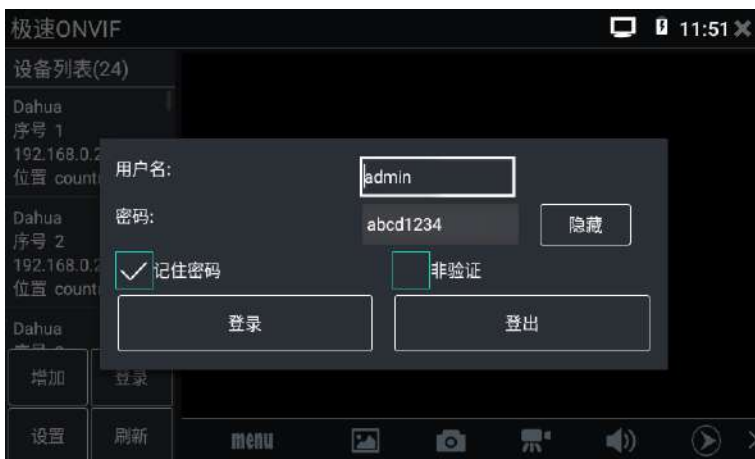 极速ONVIF
11:51
设备列表(24)
Dahua
序号 1
192.168.0.2
位置 count
Dahua
序号 2
192.168.0.2
位置 count
Dahua
增加
登录
设置
刷新
用户名:
admin
密码:
abcd1234
隐藏
记住密码
非验证
登录
登出
menu